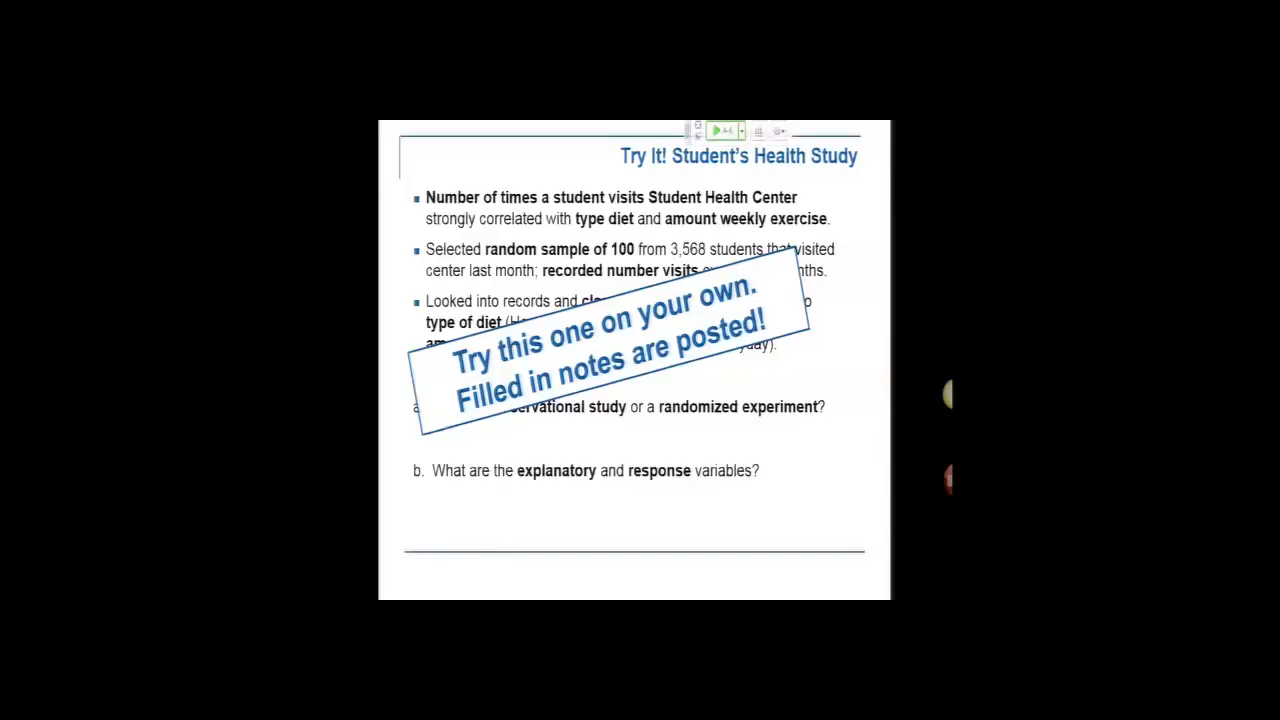 Try It! Student's Health Study
▪ Number of times a student visits Student Health Center
strongly correlated with type diet and amount weekly exercise.
▪ Selected random sample of 100 from 3,568 students that visited
center last month; recorded number visits
▪ Looked into records and
type of diet
Try this one on your own.
Filled in notes are posted!
study or a randomized experiment?
b. What are the explanatory and response variables?